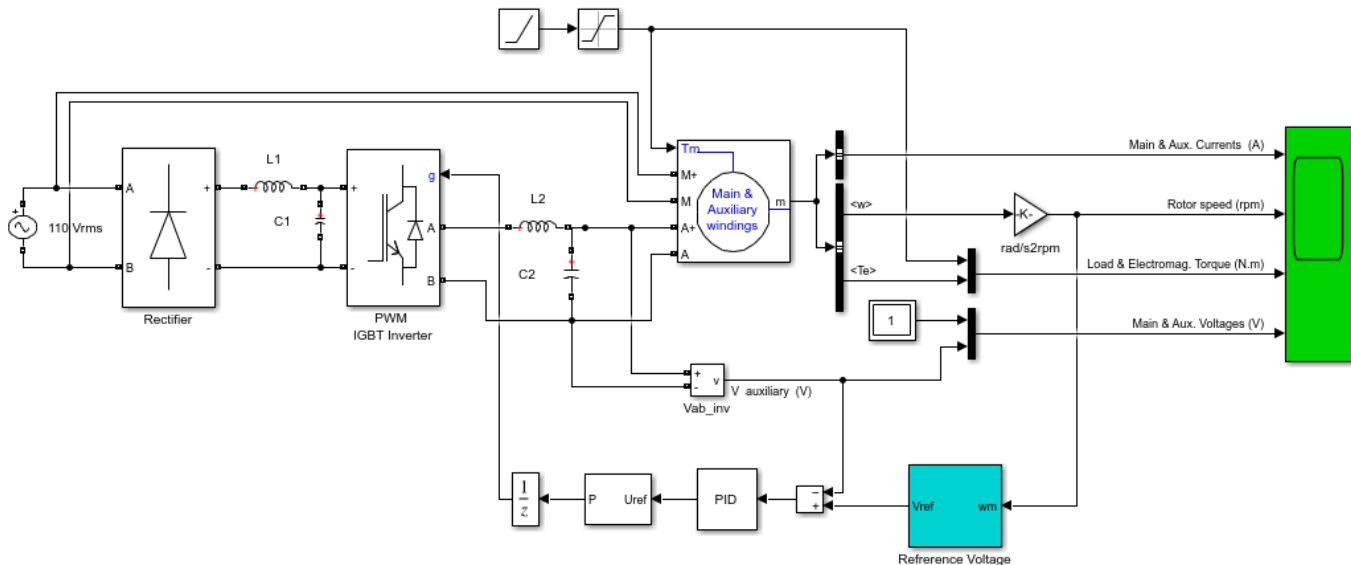 Main & Aux. Currents (A)
L1
Tm
A
+
+
g
M+
Main &
Auxiliary
windings
m
L2
<w>
-K-
Rotor speed (rpm)
M
+
110 Vrms
C1
A
A+
rad/s2rpm
C2
A
<Te>
Load & Electromag. Torque (N.m)
B
-
-
B
Rectifier
PWM
IGBT Inverter
1
Main & Aux. Voltages (V)
+
-
v
V auxiliary (V)
Vab_inv
1
z
P
Uref
PID
−
+
Vref
wm
Refrerence Voltage